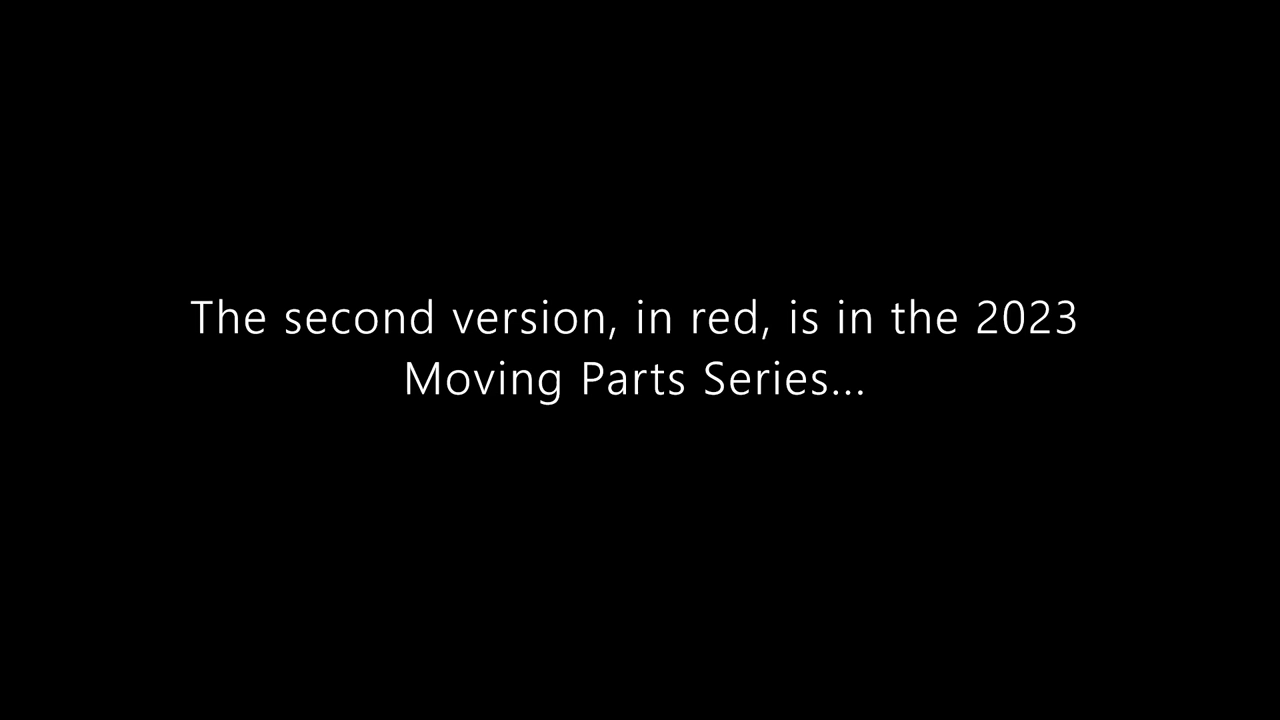 The second version, in red, is in the 2023
Moving Parts Series...